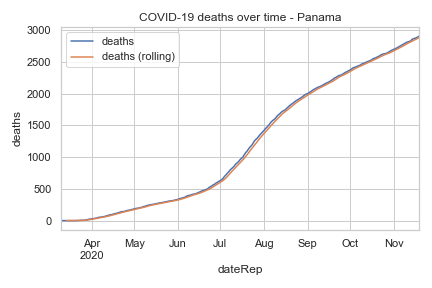 COVID-19 deaths over time - Panama
deaths
deaths (rolling)
3000
2500
2000
1500
1000
500
0
deaths
Apr May Jun Jul Aug Sep Oct Nov
2020
dateRep